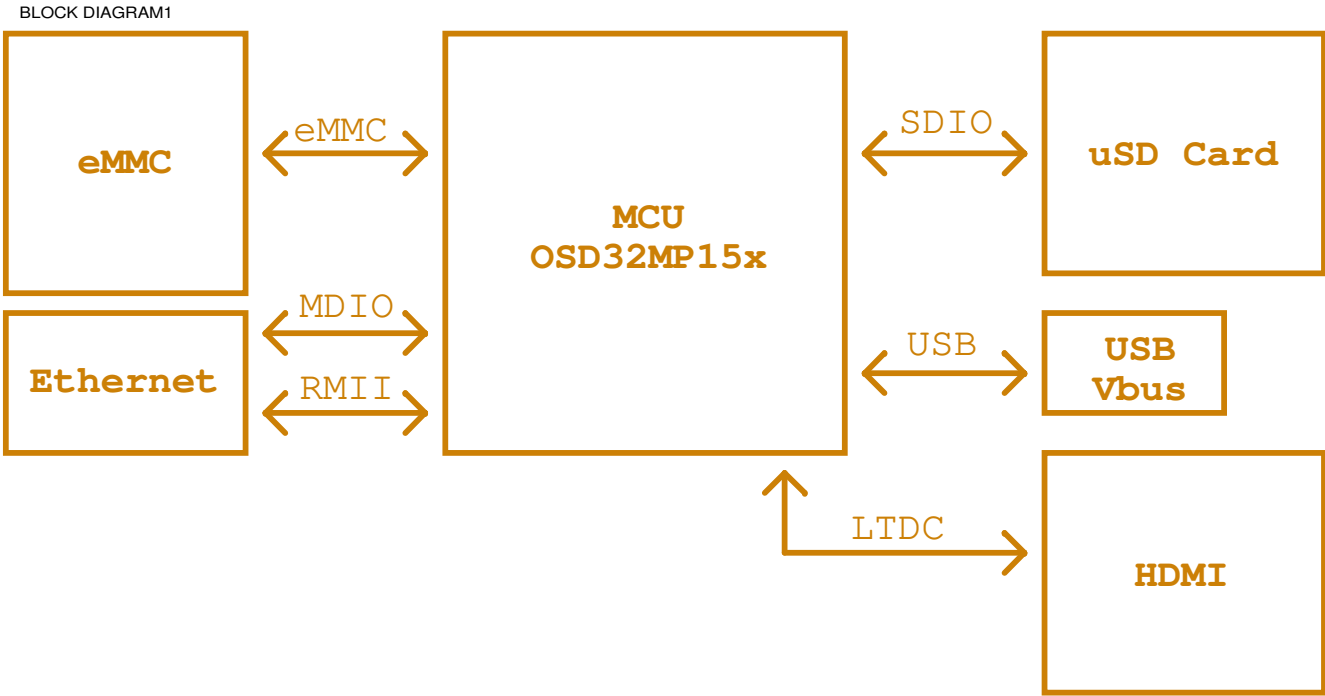 BLOCK DIAGRAM1
eMMC
eMMC
MDIO
Ethernet
RMII
MCU
OSD32MP15x
SDIO
uSD Card
USB
USB
Vbus
LTDC
HDMI